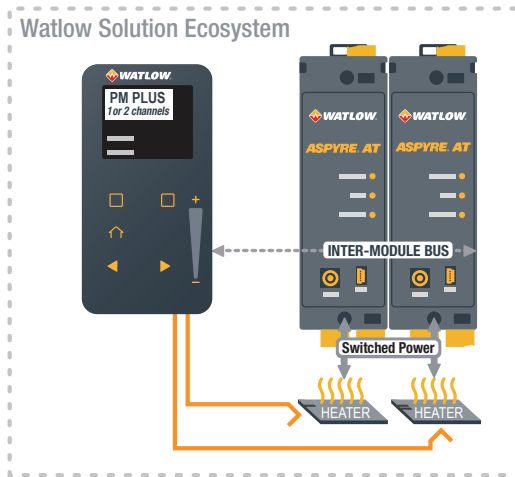 Watlow Solution Ecosystem
WATLOW.
PM PLUS
1 or 2 channels
+
−
WATLOW.
ASPYRE. AT
WATLOW.
ASPYRE. AT
INTER-MODULE BUS
Switched Power
HEATER
HEATER